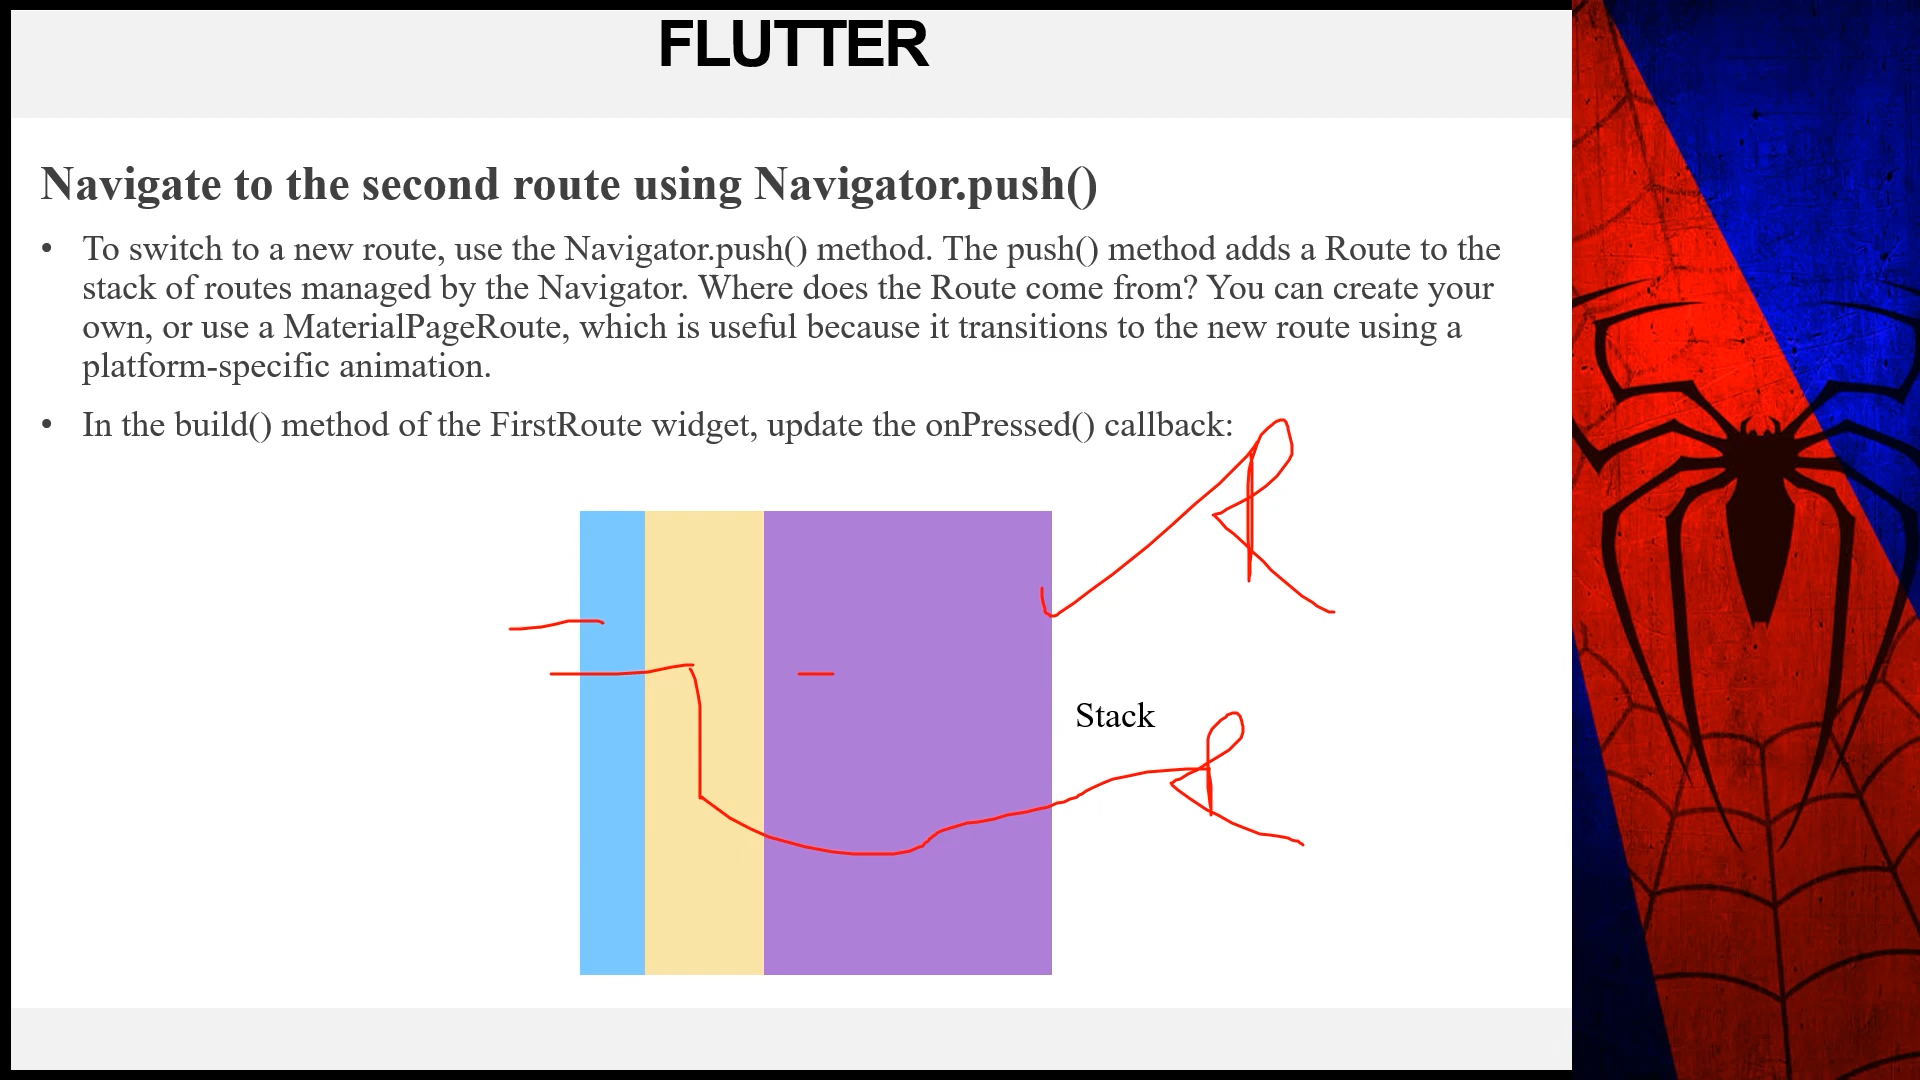 FLUTTER
Navigate to the second route using Navigator.push()
• To switch to a new route, use the Navigator.push() method. The push() method adds a Route to the
stack of routes managed by the Navigator. Where does the Route come from? You can create your
own, or use a MaterialPageRoute, which is useful because it transitions to the new route using a
platform-specific animation.
• In the build() method of the FirstRoute widget, update the onPressed() callback:
Stack